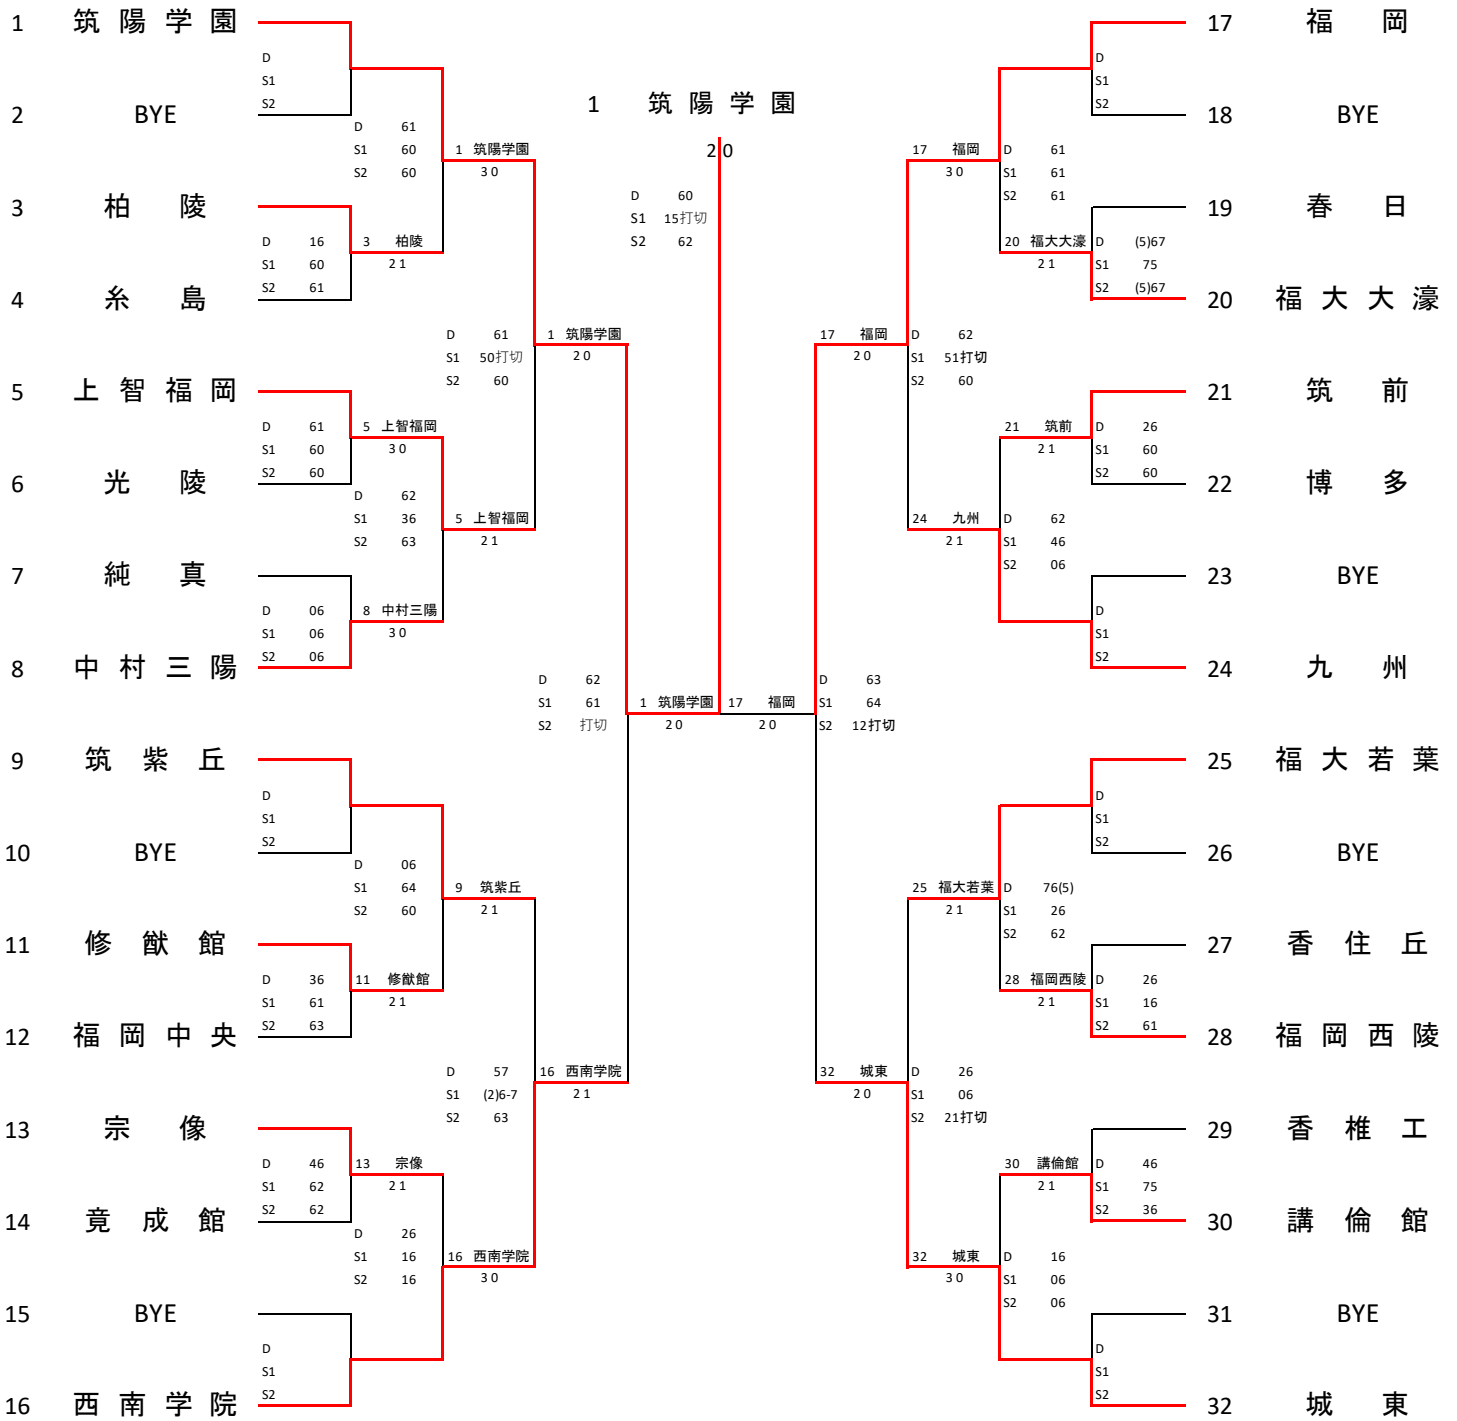 1 筑陽学園
D
S1
S2
2 BYE
D 61
S1 60
S2 60
1 筑陽学園
3 0
3 柏陵
D 16
S1 60
S2 61
3 柏陵
2 1
4 糸島
D 61
S1 50打切
S2 60
1 筑陽学園
2 0
5 上智福岡
D 61
S1 60
S2 60
5 上智福岡
3 0
6 光陵
D 62
S1 36
S2 63
5 上智福岡
2 1
7 純真
D 06
S1 06
S2 06
8 中村三陽
3 0
8 中村三陽
D 62
S1 61
S2 打切
1 筑陽学園
2 0
9 筑紫丘
D
S1
S2
10 BYE
D 06
S1 64
S2 60
9 筑紫丘
2 1
11 修猷館
D 36
S1 61
S2 63
11 修猷館
2 1
12 福岡中央
D 57
S1 (2)6-7
S2 63
16 西南学院
2 1
13 宗像
D 46
S1 62
S2 62
13 宗像
2 1
14 竟成館
D 26
S1 16
S2 16
16 西南学院
3 0
15 BYE
D
S1
S2
16 西南学院
1 筑陽学園
2 0
D 60
S1 15打切
S2 62
17 福岡
D
S1
S2
18 BYE
17 福岡
3 0
D 61
S1 61
S2 61
19 春日
20 福大大濠
2 1
D (5)67
S1 75
S2 (5)67
20 福大大濠
17 福岡
2 0
D 62
S1 51打切
S2 60
21 筑前
21 筑前
2 1
D 26
S1 60
S2 60
22 博多
24 九州
2 1
D 62
S1 46
S2 06
23 BYE
D
S1
S2
24 九州
17 福岡
2 0
D 63
S1 64
S2 12打切
25 福大若葉
D
S1
S2
26 BYE
25 福大若葉
2 1
D 76(5)
S1 26
S2 62
27 香住丘
28 福岡西陵
2 1
D 26
S1 16
S2 61
28 福岡西陵
32 城東
2 0
D 26
S1 06
S2 21打切
29 香椎工
30 講倫館
2 1
D 46
S1 75
S2 36
30 講倫館
32 城東
3 0
D 16
S1 06
S2 06
31 BYE
D
S1
S2
32 城東